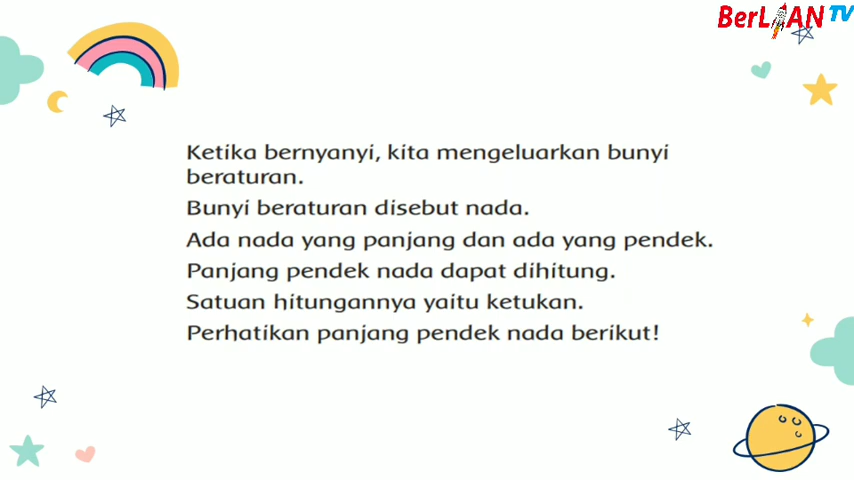 BerLIAN TV
Ketika bernyanyi, kita mengeluarkan bunyi
beraturan.
Bunyi beraturan disebut nada.
Ada nada yang panjang dan ada yang pendek.
Panjang pendek nada dapat dihitung.
Satuan hitungannya yaitu ketukan.
Perhatikan panjang pendek nada berikut!